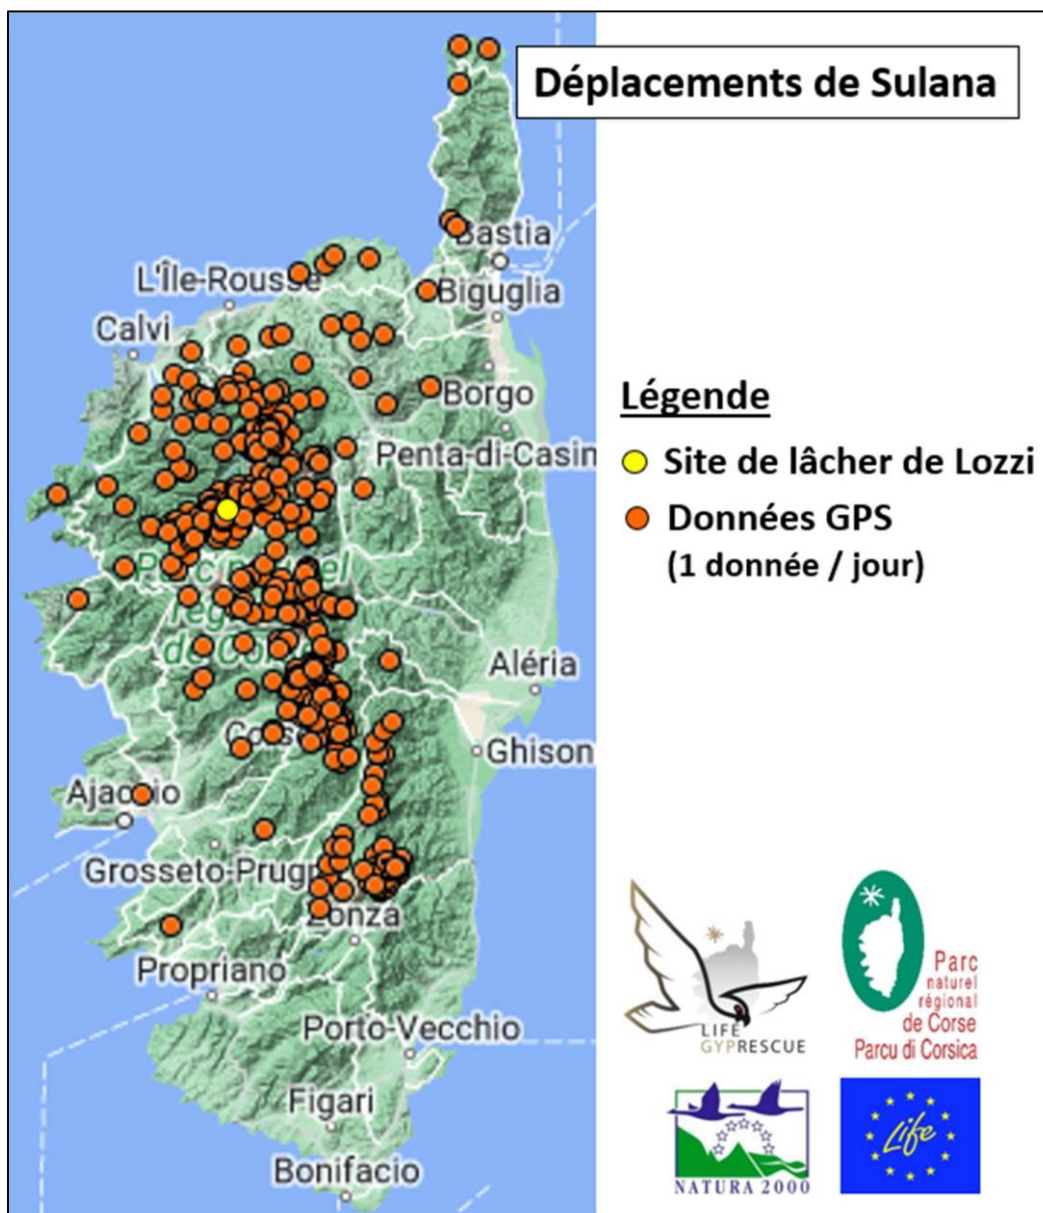 Déplacements de Sulana
Bastia
L'Île-Rousse
Biguglia
Calvi
Borgo
Penta-di-Casin
Légende
Site de lâcher de Lozzi
Données GPS
(1 donnée / jour)
Aléria
Ghison
Ajaccio
Grosseto-Prugn
Zonza
Propriano
Porto-Vecchio
Figari
Bonifacio
LIFE
GYPRESCUE
Parc
naturel
régional
de Corse
Parcu di Corsica
NATURA 2000
Life